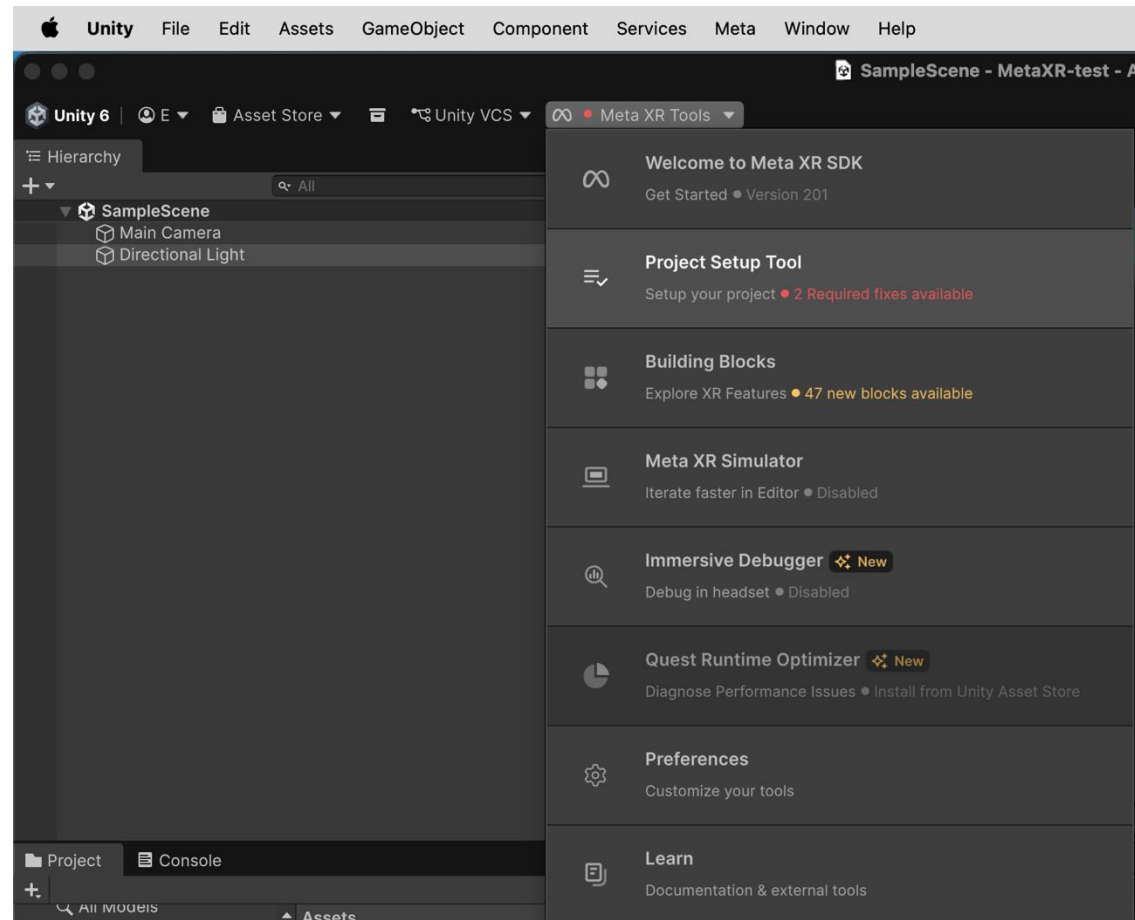 Unity File Edit Assets GameObject Component Services Meta Window Help
SampleScene - MetaXR-test - A
Unity 6 E Asset Store Unity VCS Meta XR Tools
Hierarchy
All
SampleScene
Main Camera
Directional Light
Welcome to Meta XR SDK
Get Started • Version 201
Project Setup Tool
Setup your project • 2 Required fixes available
Building Blocks
Explore XR Features • 47 new blocks available
Meta XR Simulator
Iterate faster in Editor • Disabled
Immersive Debugger New
Debug in headset • Disabled
Quest Runtime Optimizer New
Diagnose Performance Issues • Install from Unity Asset Store
Preferences
Customize your tools
Learn
Documentation & external tools
Project Console
All Models
Assets